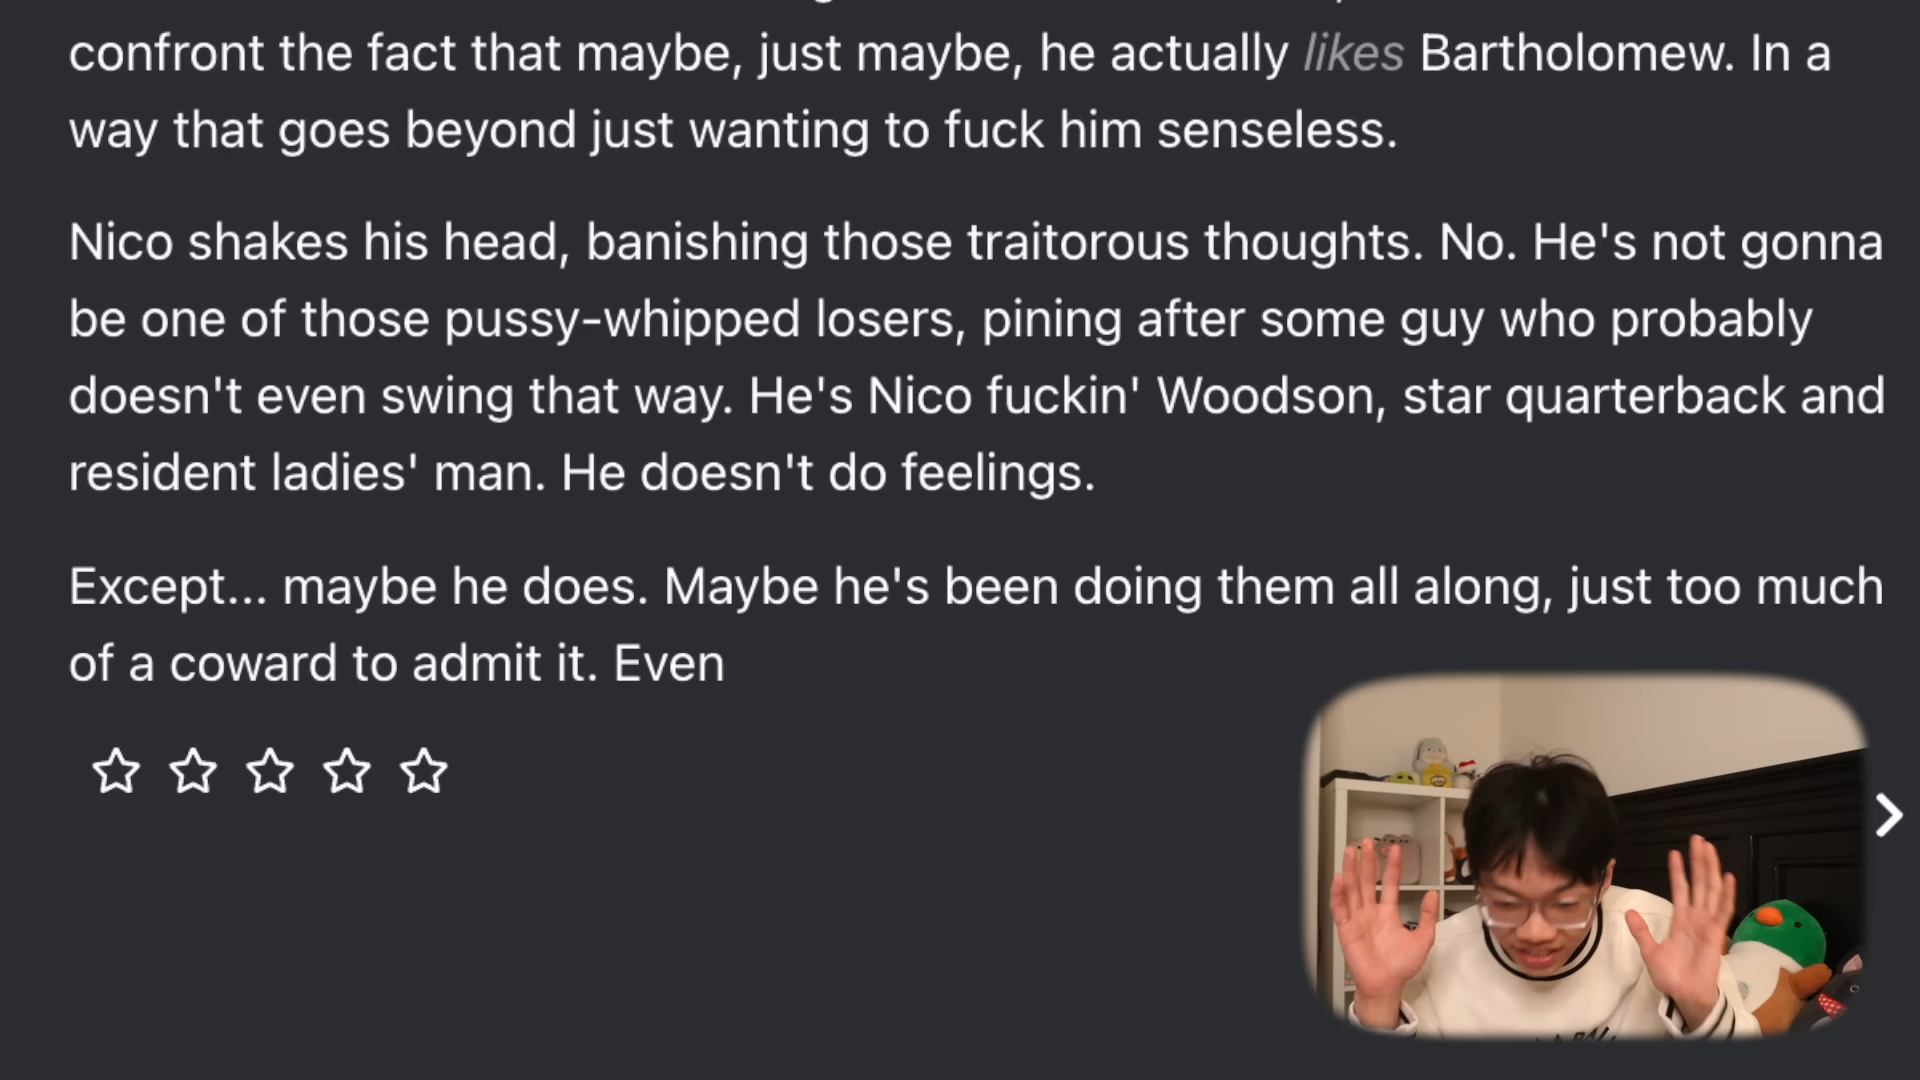 confront the fact that maybe, just maybe, he actually likes Bartholomew. In a
way that goes beyond just wanting to fuck him senseless.
Nico shakes his head, banishing those traitorous thoughts. No. He's not gonna
be one of those pussy-whipped losers, pining after some guy who probably
doesn't even swing that way. He's Nico fuckin' Woodson, star quarterback and
resident ladies' man. He doesn't do feelings.
Except... maybe he does. Maybe he's been doing them all along, just too much
of a coward to admit it. Even